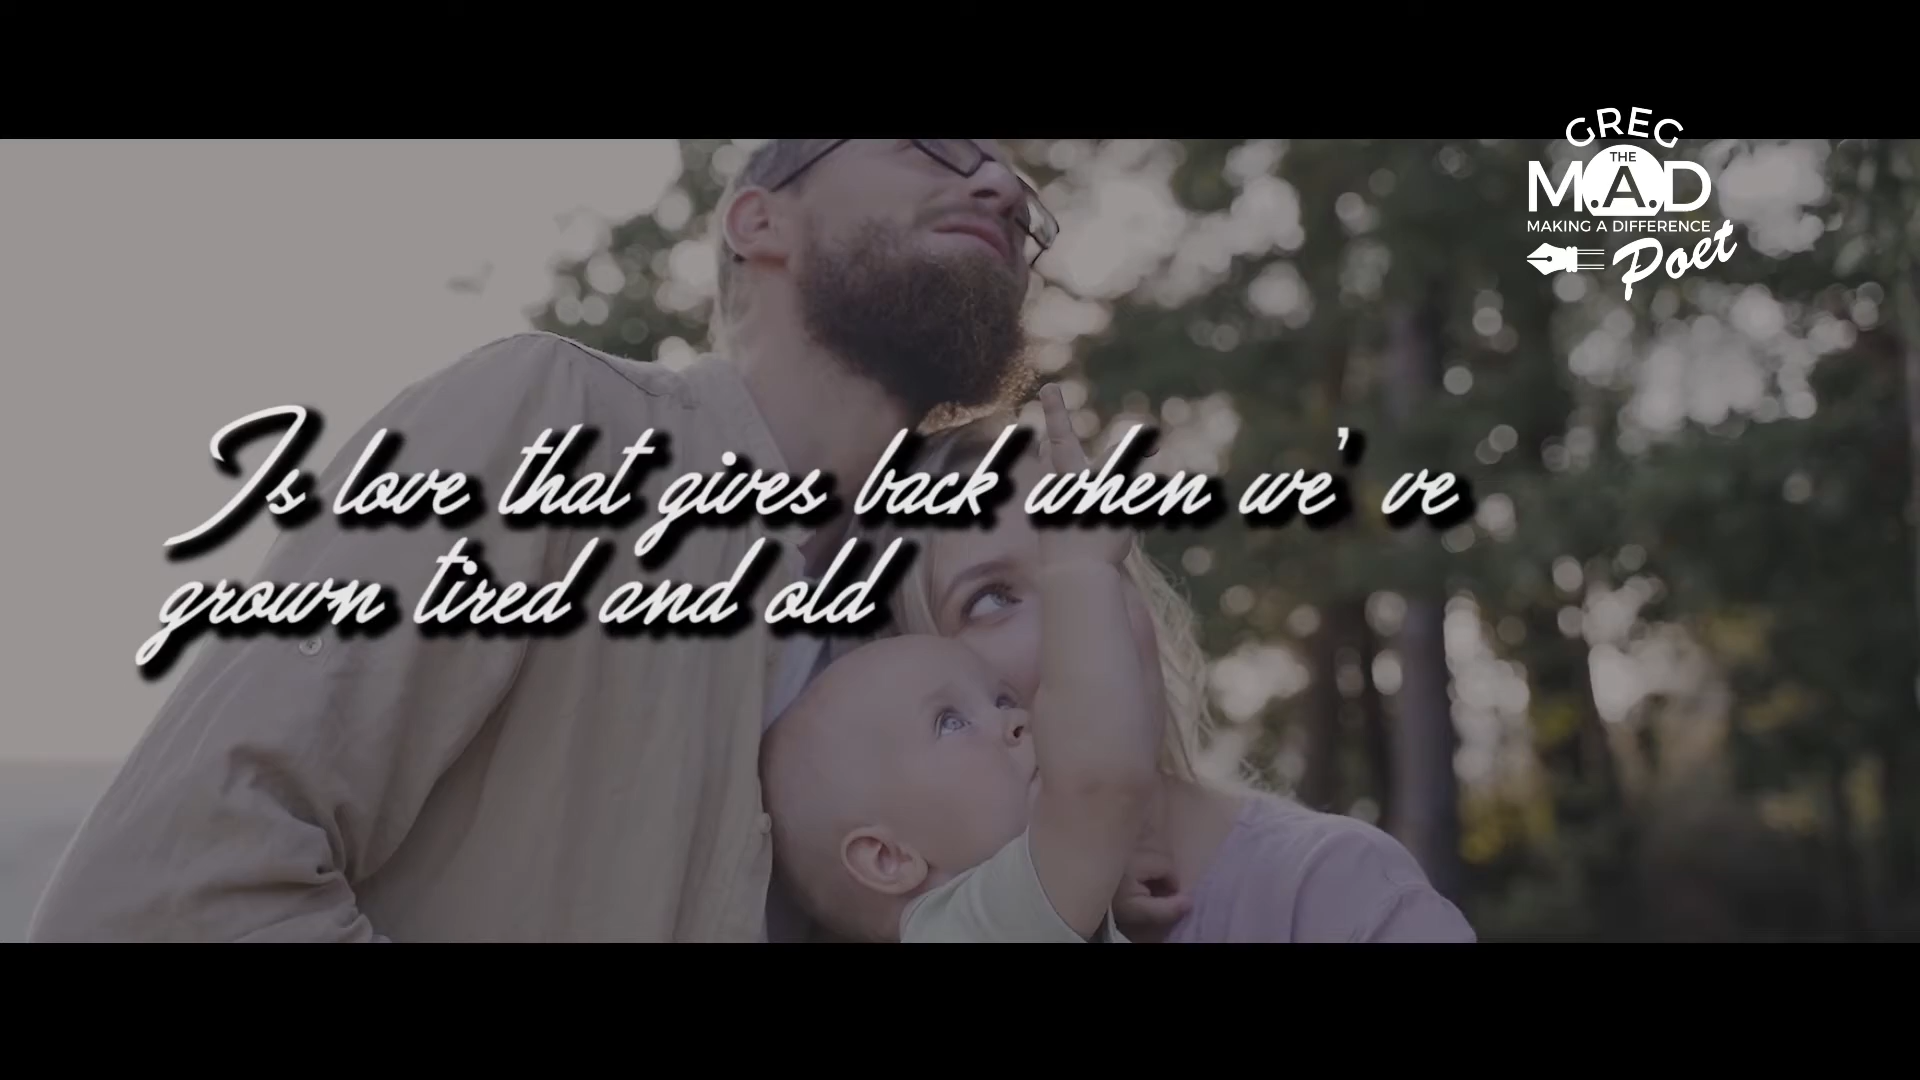 GREG
THE
M.A.D
MAKING A DIFFERENCE
Poet
Is love that gives back when we've
grown tired and old